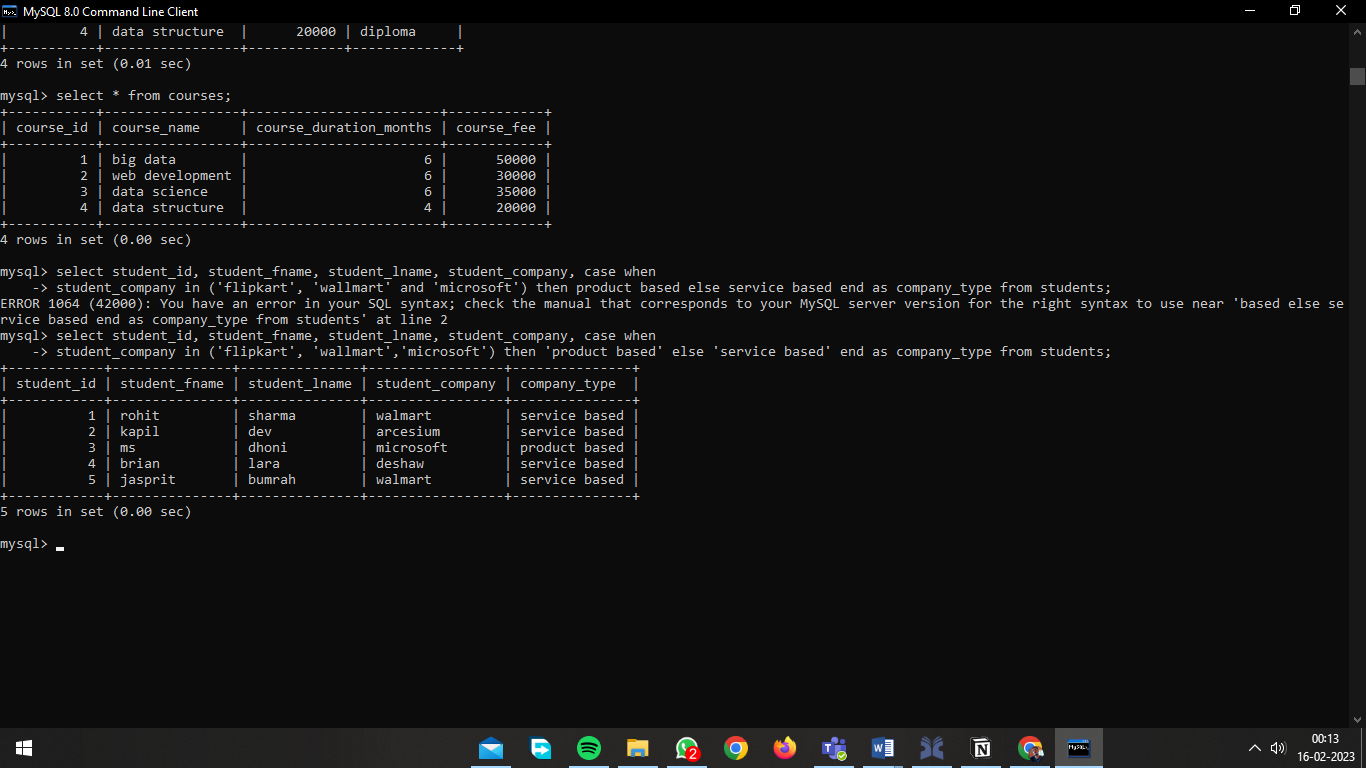 MySQL 8.0 Command Line Client
|         4 | data structure  |      20000 | diploma     |
+-----------+-----------------+------------+-------------+
4 rows in set (0.01 sec)
mysql> select * from courses;
+-----------+-----------------+------------------------+------------+
| course_id | course_name     | course_duration_months | course_fee |
+-----------+-----------------+------------------------+------------+
|         1 | big data        |                      6 |      50000 |
|         2 | web development |                      6 |      30000 |
|         3 | data science    |                      6 |      35000 |
|         4 | data structure  |                      4 |      20000 |
+-----------+-----------------+------------------------+------------+
4 rows in set (0.00 sec)
mysql> select student_id, student_fname, student_lname, student_company, case when
    -> student_company in ('flipkart', 'wallmart' and 'microsoft') then product based else service based end as company_type from students;
ERROR 1064 (42000): You have an error in your SQL syntax; check the manual that corresponds to your MySQL server version for the right syntax to use near 'based else se
rvice based end as company_type from students' at line 2
mysql> select student_id, student_fname, student_lname, student_company, case when
    -> student_company in ('flipkart', 'wallmart','microsoft') then 'product based' else 'service based' end as company_type from students;
+------------+---------------+---------------+-----------------+---------------+
| student_id | student_fname | student_lname | student_company | company_type  |
+------------+---------------+---------------+-----------------+---------------+
|          1 | rohit         | sharma        | walmart         | service based |
|          2 | kapil         | dev           | arcesium        | service based |
|          3 | ms            | dhoni         | microsoft       | product based |
|          4 | brian         | lara          | deshaw          | service based |
|          5 | jasprit       | bumrah        | walmart         | service based |
+------------+---------------+---------------+-----------------+---------------+
5 rows in set (0.00 sec)
mysql>
2
00:13
16-02-2023